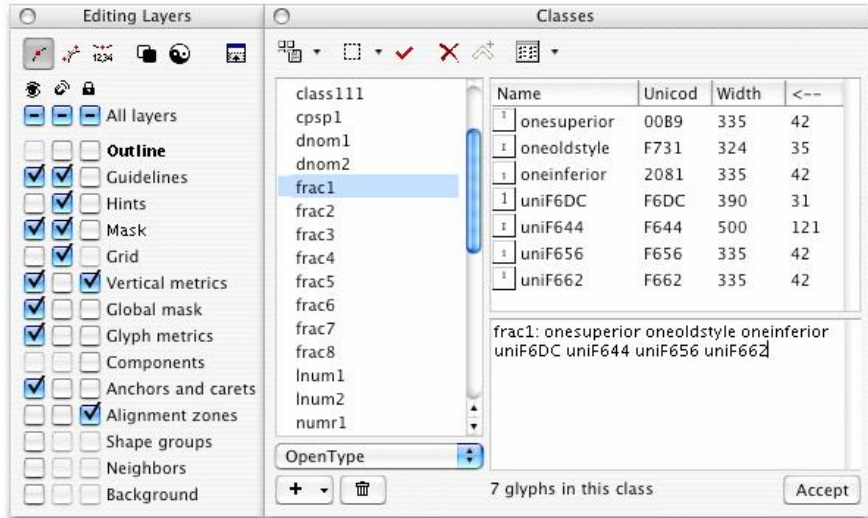 Editing Layers
12,34
All layers
Outline
Guidelines
Hints
Mask
Grid
Vertical metrics
Global mask
Glyph metrics
Components
Anchors and carets
Alignment zones
Shape groups
Neighbors
Background
Classes
class111
cpsp1
dnom1
dnom2
frac1
frac2
frac3
frac4
frac5
frac6
frac7
frac8
lnum1
lnum2
numr1
OpenType
Name Unicod Width <--
onesuperior 00B9 335 42
oneoldstyle F731 324 35
oneinferior 2081 335 42
uniF6DC F6DC 390 31
uniF644 F644 500 121
uniF656 F656 335 42
uniF662 F662 335 42
frac1: onesuperior oneoldstyle oneinferior
uniF6DC uniF644 uniF656 uniF662
7 glyphs in this class
Accept